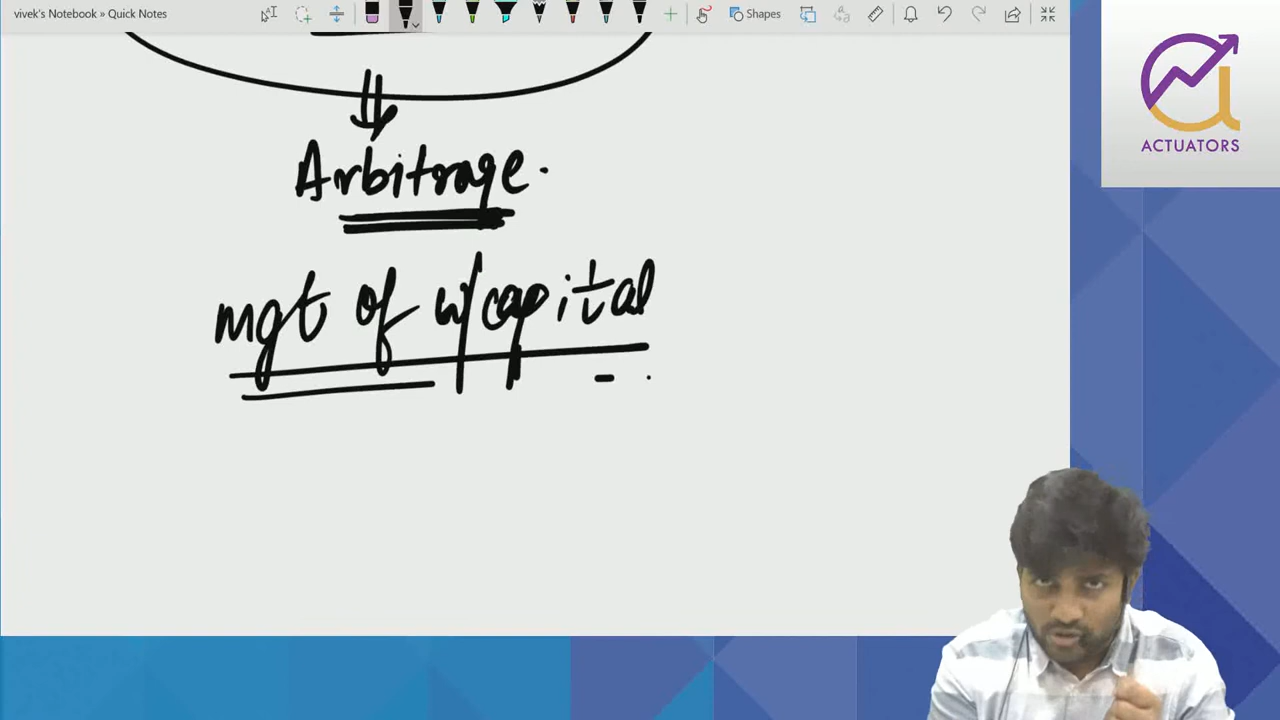 vivek's Notebook » Quick Notes
Shapes
ACTUATORS
Arbitrage.
mgt of w/capital